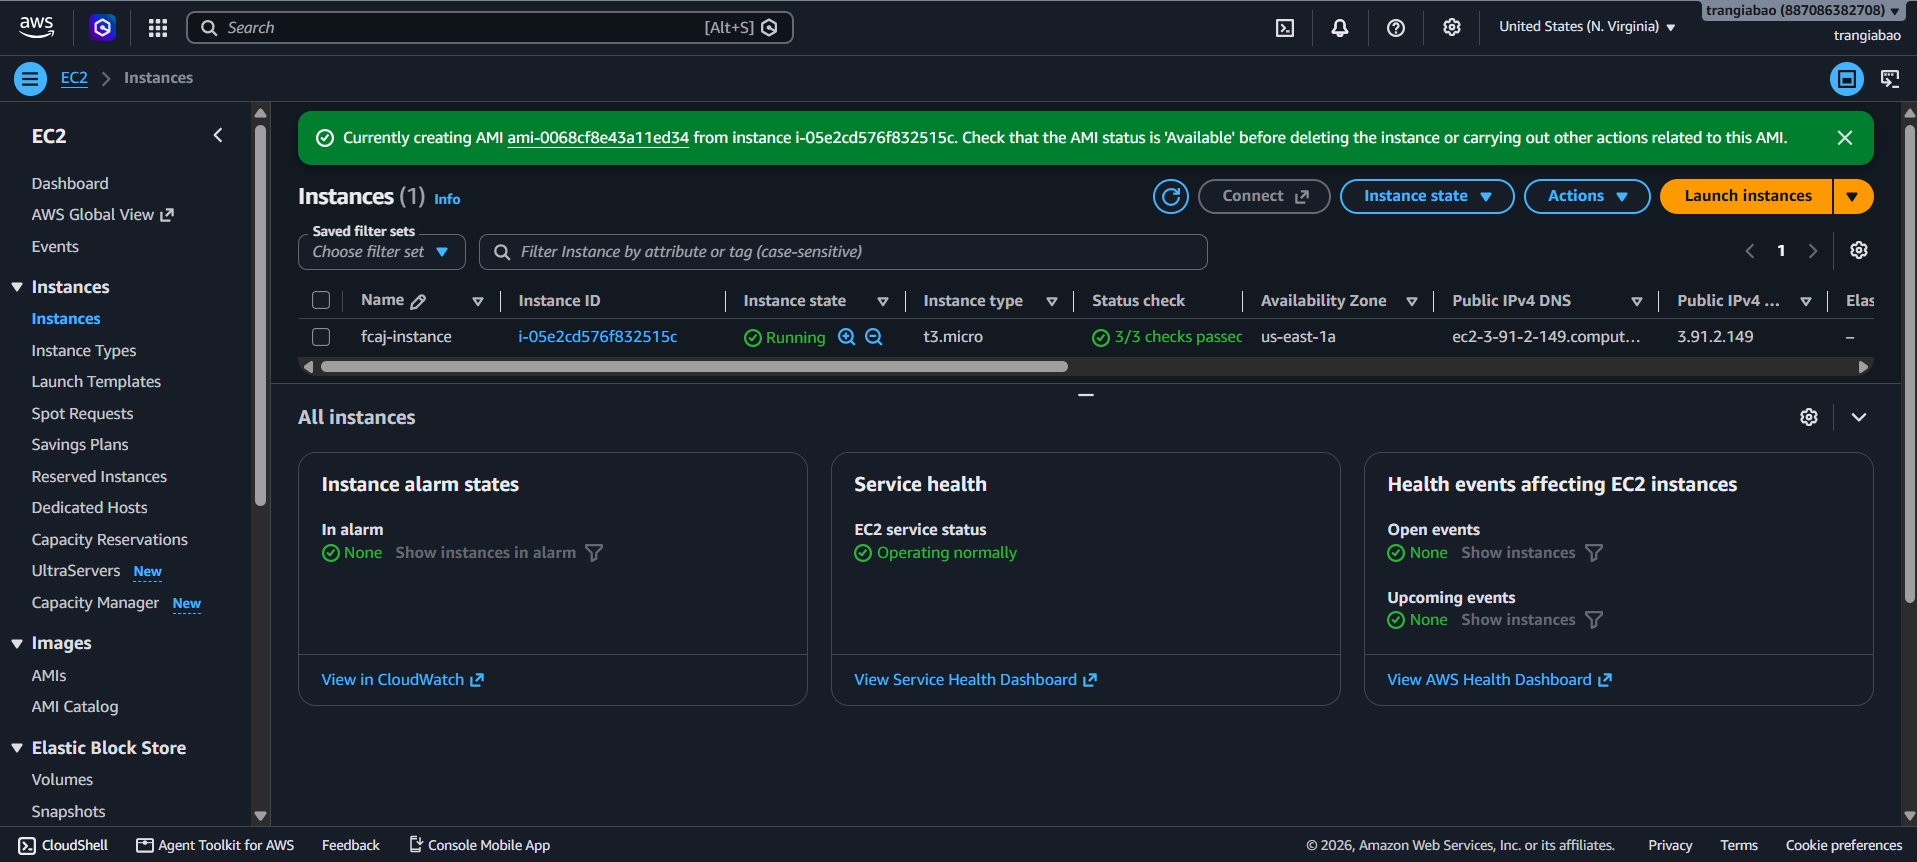 aws
Search
[Alt+S]
United States (N. Virginia)
trangiabao (887086382708)
trangiabao
EC2
Instances
EC2
Dashboard
AWS Global View
Events
Instances
Instances
Instance Types
Launch Templates
Spot Requests
Savings Plans
Reserved Instances
Dedicated Hosts
Capacity Reservations
UltraServers New
Capacity Manager New
Images
AMIs
AMI Catalog
Elastic Block Store
Volumes
Snapshots
Currently creating AMI ami-0068cf8e43a11ed34 from instance i-05e2cd576f832515c. Check that the AMI status is 'Available' before deleting the instance or carrying out other actions related to this AMI.
Instances (1) Info
Connect
Instance state
Actions
Launch instances
Saved filter sets
Choose filter set
Filter Instance by attribute or tag (case-sensitive)
1
Name Instance ID Instance state Instance type Status check Availability Zone Public IPv4 DNS Public IPv4 ... Elas
fcaj-instance i-05e2cd576f832515c Running t3.micro 3/3 checks passec us-east-1a ec2-3-91-2-149.comput... 3.91.2.149 –
All instances
Instance alarm states
In alarm
None Show instances in alarm
View in CloudWatch
Service health
EC2 service status
Operating normally
View Service Health Dashboard
Health events affecting EC2 instances
Open events
None Show instances
Upcoming events
None Show instances
View AWS Health Dashboard
CloudShell
Agent Toolkit for AWS
Feedback
Console Mobile App
© 2026, Amazon Web Services, Inc. or its affiliates.
Privacy
Terms
Cookie preferences